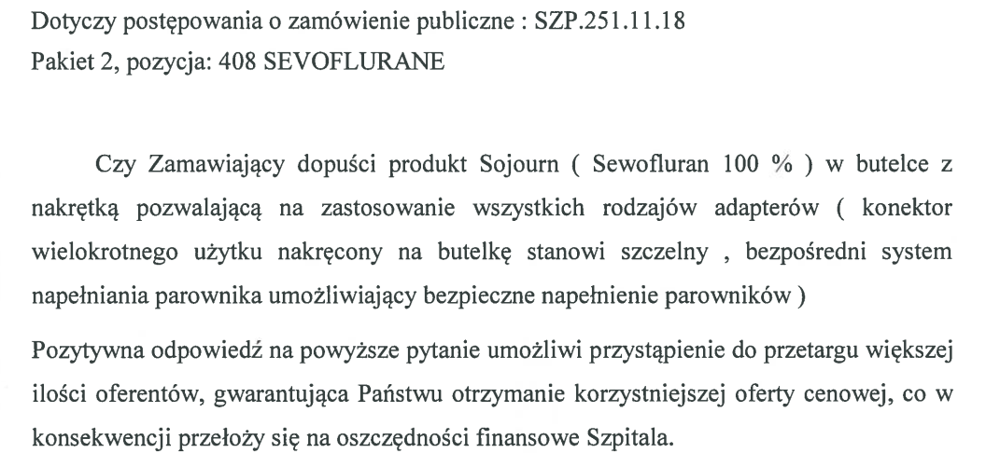 Dotyczy postępowania o zamówienie publiczne : SZP.251.11.18
Pakiet 2, pozycja: 408 SEVOFLURANE
Czy Zamawiający dopuści produkt Sojourn ( Sewofluran 100 % ) w butelce z
nakrętką pozwalającą na zastosowanie wszystkich rodzajów adapterów ( konektor
wielokrotnego użytku nakręcony na butelkę stanowi szczelny , bezpośredni system
napełniania parownika umożliwiający bezpieczne napełnienie parowników )
Pozytywna odpowiedź na powyższe pytanie umożliwi przystąpienie do przetargu większej
ilości oferentów, gwarantująca Państwu otrzymanie korzystniejszej oferty cenowej, co w
konsekwencji przełoży się na oszczędności finansowe Szpitala.